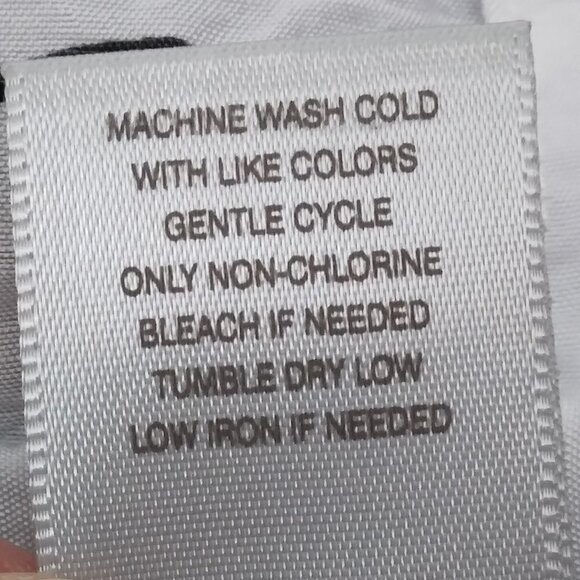 MACHINE WASH COLD
WITH LIKE COLORS
GENTLE CYCLE
ONLY NON-CHLORINE
BLEACH IF NEEDED
TUMBLE DRY LOW
LOW IRON IF NEEDED